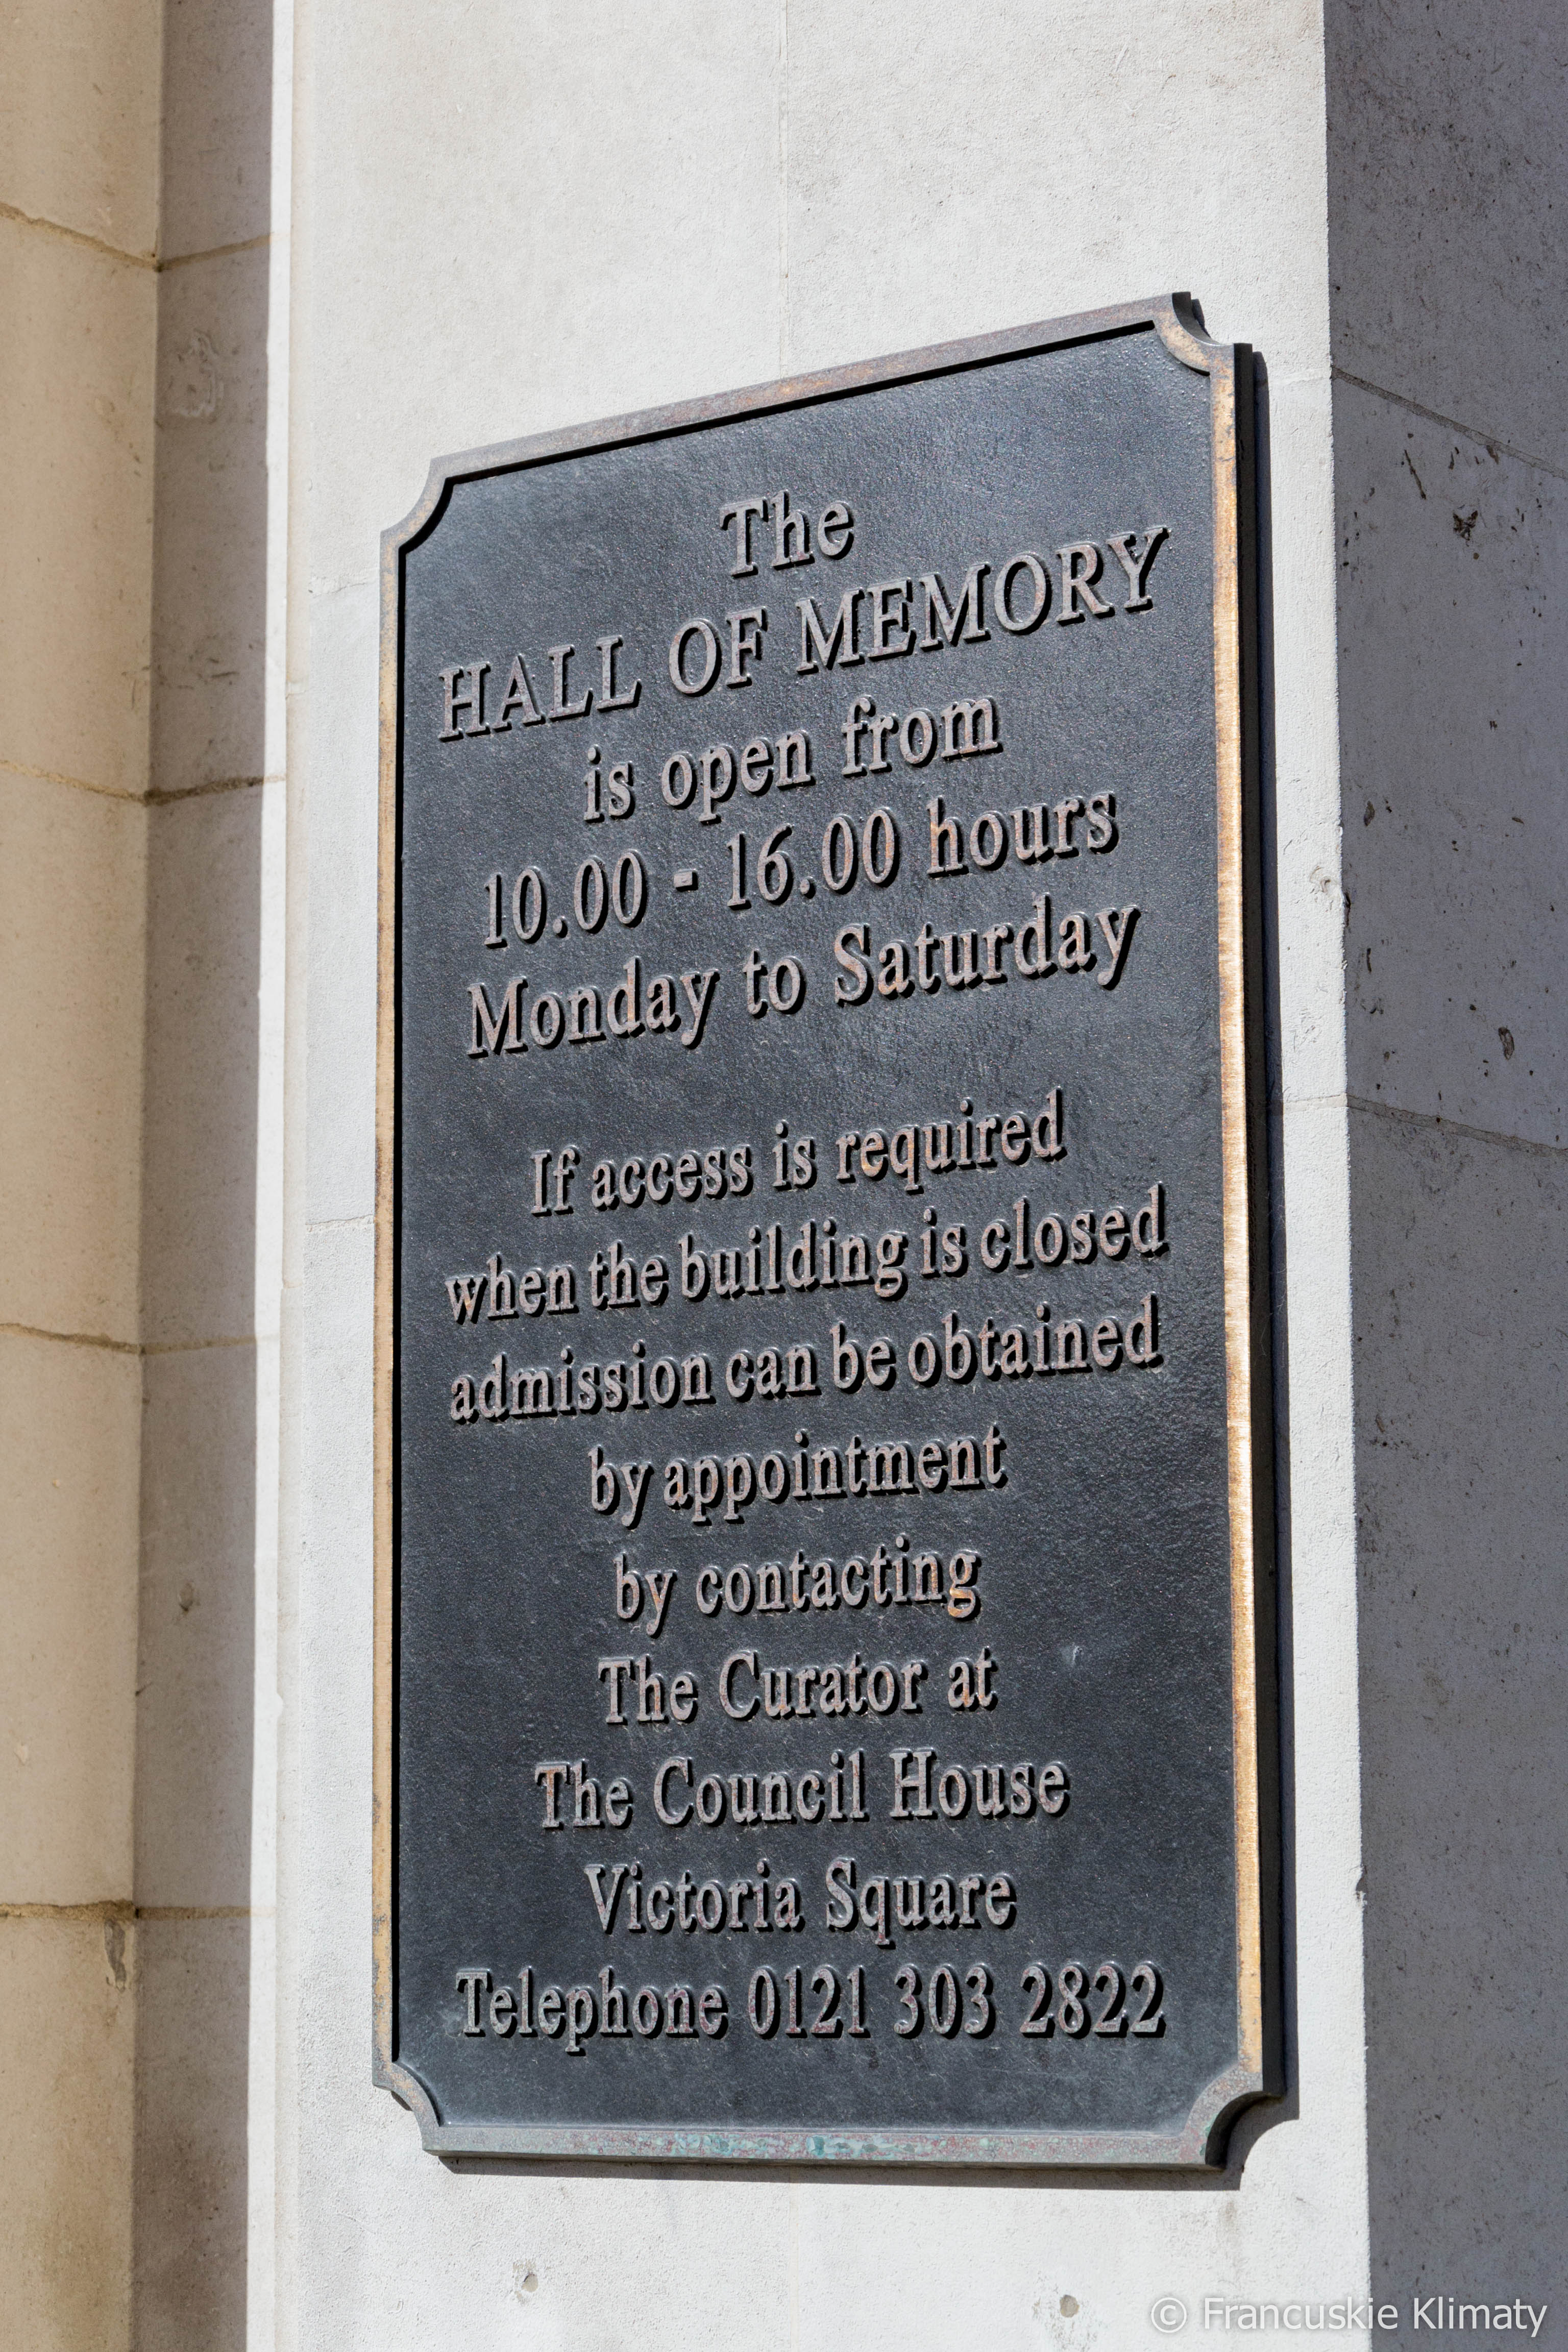 The
HALL OF MEMORY
is open from
10.00 - 16.00 hours
Monday to Saturday
If access is required
when the building is closed
admission can be obtained
by appointment
by contacting
The Curator at
The Council House
Victoria Square
Telephone 0121 303 2822
© Francuskie Klimaty